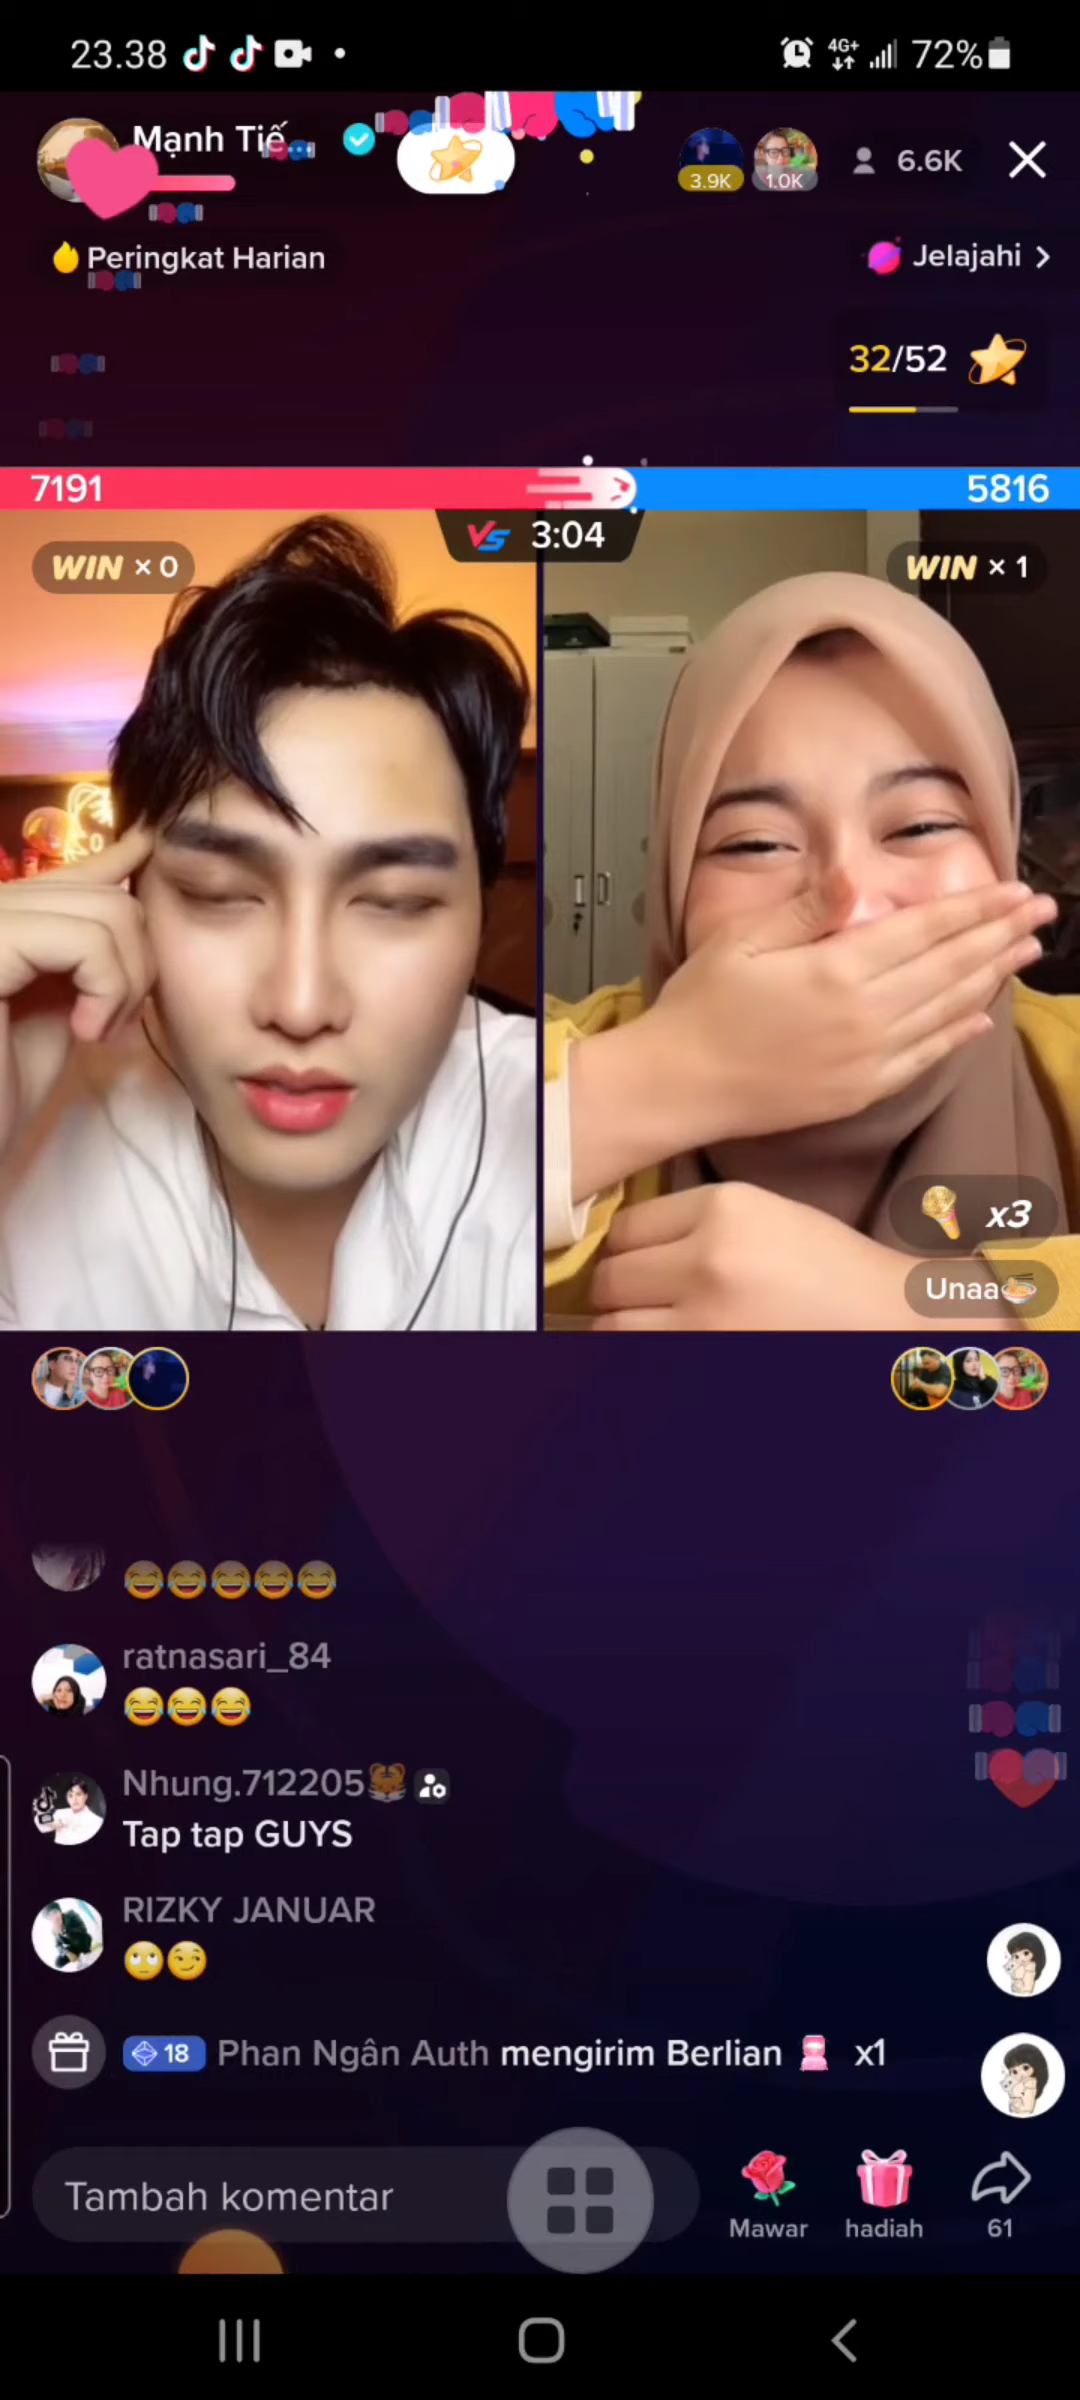 23.38
4G+ 72%
Mạnh Tiế...
3.9K
1.0K
6.6K
Peringkat Harian
Jelajahi >
32/52
7191
5816
VS 3:04
WIN × 0
WIN × 1
x3
Unaa🍜
😂😂😂😂😂
ratnasari_84
😂😂😂
Nhung.712205🐯
Tap tap GUYS
RIZKY JANUAR
🙄😏
18 Phan Ngân Auth mengirim Berlian x1
Tambah komentar
Mawar
hadiah
61